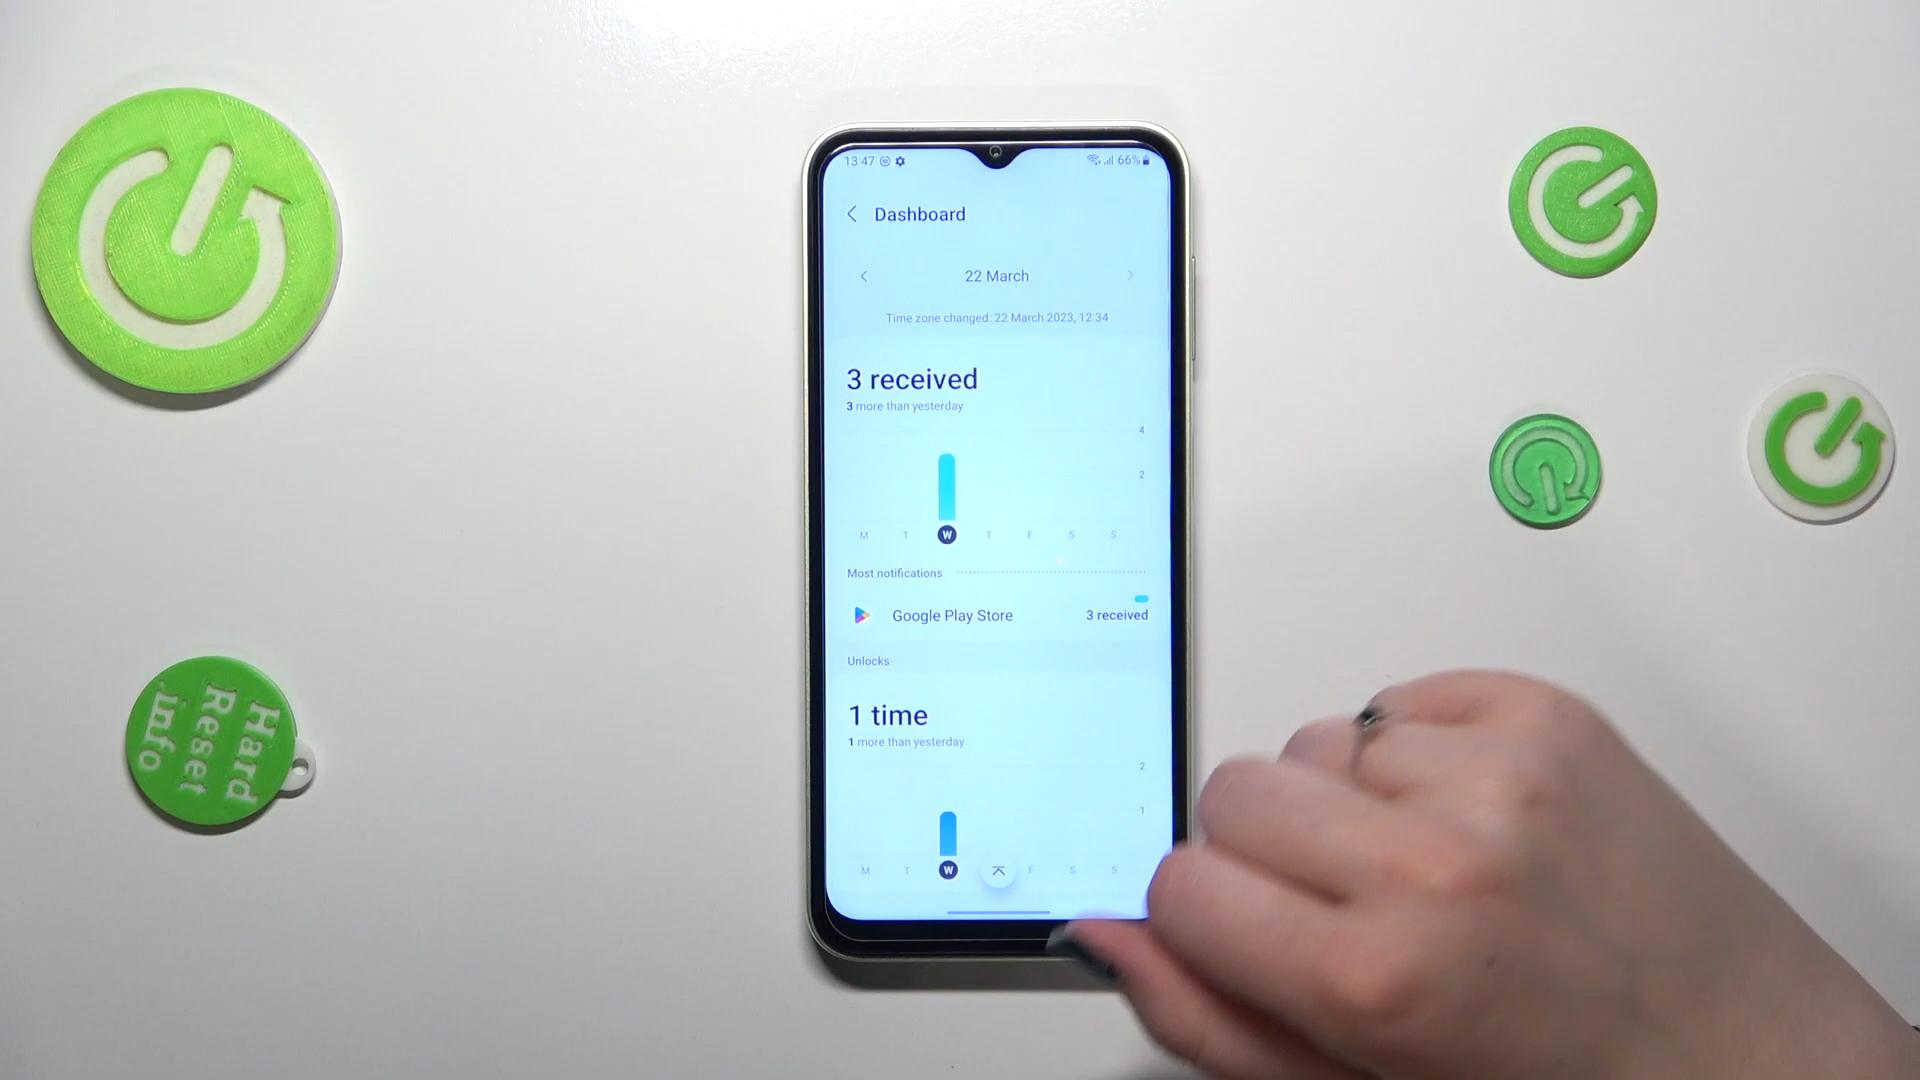 13:47
66%
Dashboard
22 March
Time zone changed: 22 March 2023, 12:34
3 received
3 more than yesterday
4
2
M T W T F S S
Most notifications
Google Play Store 3 received
Unlocks
1 time
1 more than yesterday
2
1
M T W F S S
Hard
Reset
.info